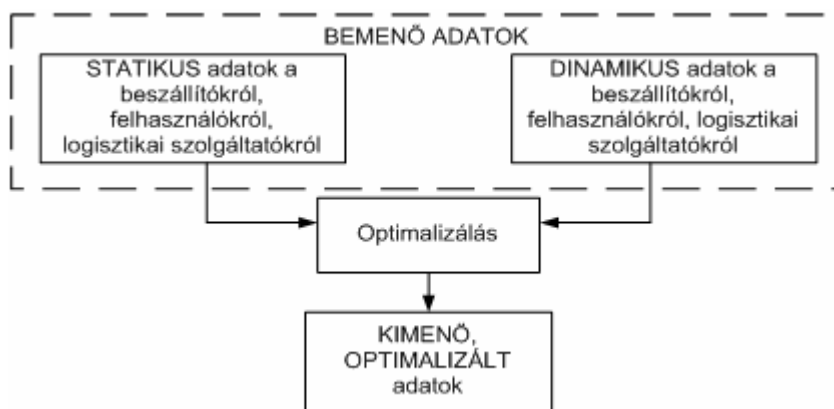 BEMENŐ ADATOK
STATIKUS adatok a
beszállítókról,
felhasználókról,
logisztikai szolgáltatókról
DINAMIKUS adatok a
beszállítókról,
felhasználókról, logisztikai
szolgáltatókról
Optimalizálás
KIMENŐ,
OPTIMALIZÁLT
adatok